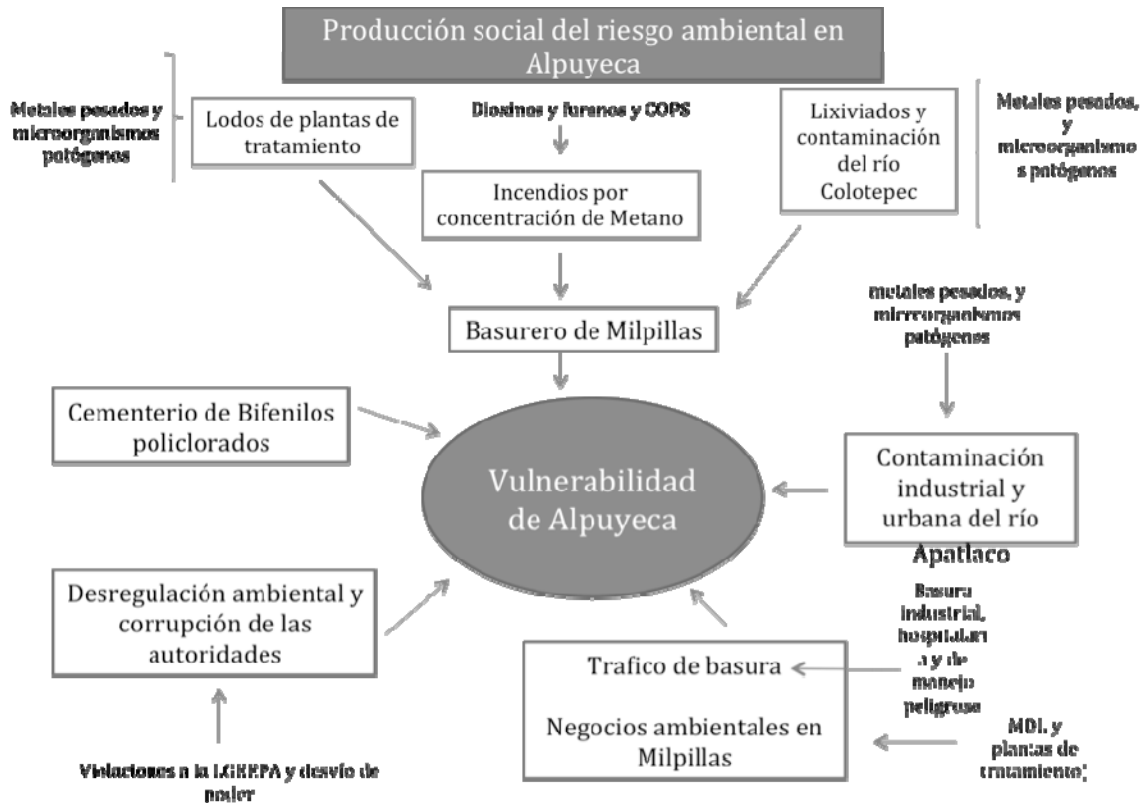 Producción social del riesgo ambiental en
Alpuyeca
Metales pesados y
microorganismos
patógenos
Lodos de plantas de
tratamiento
Dioxinas y furanos y COPS
Incendios por
concentración de Metano
Lixiviados y
contaminación
del río
Colotepec
Metales pesados,
y
microorganismo
s patógenos
Basurero de Milpillas
metales pesados, y
microorganismos
patógenos
Cementerio de Bifenilos
policlorados
Vulnerabilidad
de Alpuyeca
Contaminación
industrial y
urbana del río
Apatlaco
Desregulación ambiental y
corrupción de las
autoridades
Violaciones a la LGEEPA y desvío de
poder
Trafico de basura
Negocios ambientales en
Milpillas
Basura
industrial,
hospitalari
a y de
manejo
peligroso
MDL y
plantas de
tratamiento